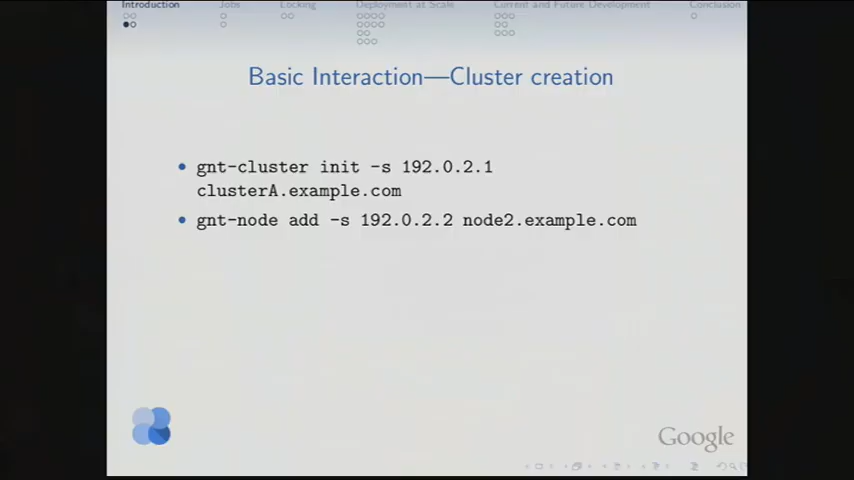 Introduction
Jobs
Locking
Deployment at Scale
Current and Future Development
Conclusion
Basic Interaction—Cluster creation
• gnt-cluster init -s 192.0.2.1
clusterA.example.com
• gnt-node add -s 192.0.2.2 node2.example.com
Google